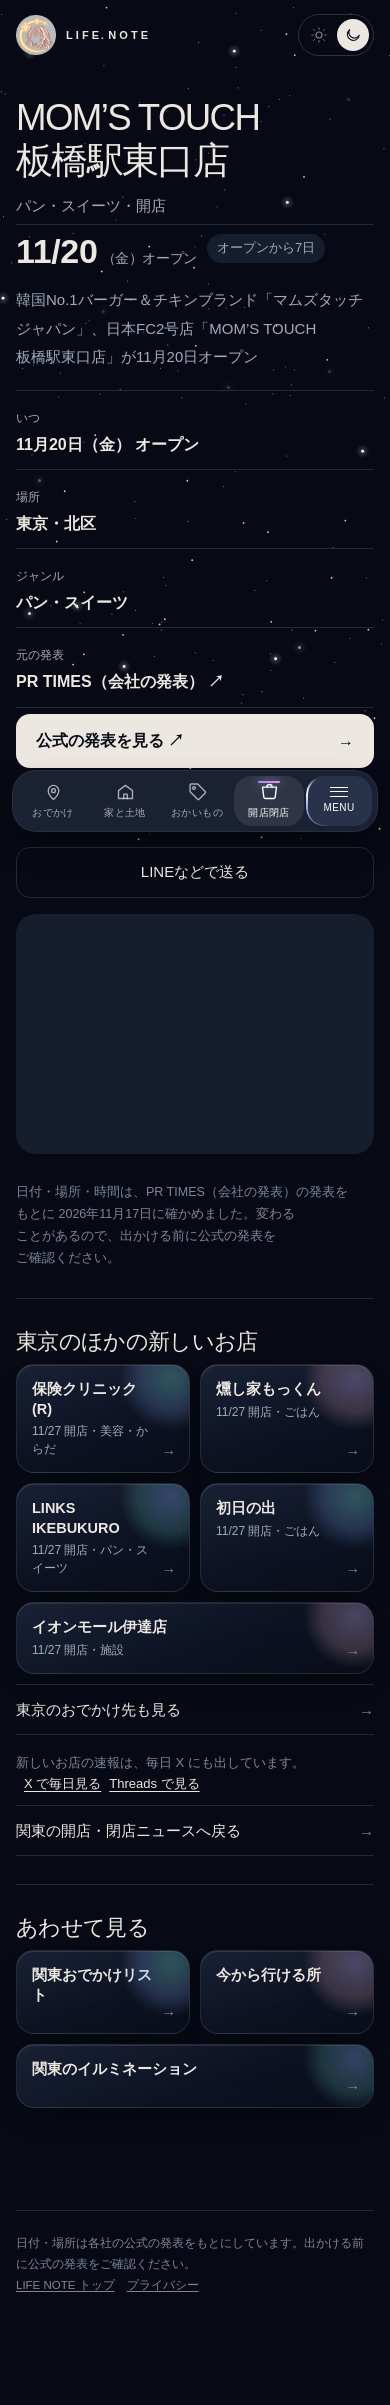 LIFE.NOTE
MOM’S TOUCH
板橋駅東口店
パン・スイーツ・開店
11/20 （金）オープン オープンから7日
韓国No.1バーガー＆チキンブランド「マムズタッチ
ジャパン」、日本FC2号店「MOM’S TOUCH
板橋駅東口店」が11月20日オープン
いつ
11月20日（金） オープン
場所
東京・北区
ジャンル
パン・スイーツ
元の発表
PR TIMES（会社の発表）↗
公式の発表を見る ↗ →
おでかけ 家と土地 おかいもの 開店閉店 MENU
LINEなどで送る
日付・場所・時間は、PR TIMES（会社の発表）の発表を
もとに 2026年11月17日に確かめました。変わる
ことがあるので、出かける前に公式の発表を
ご確認ください。
東京のほかの新しいお店
保険クリニック
(R)
11/27 開店・美容・か
らだ →
燻し家もっくん
11/27 開店・ごはん
→
LINKS
IKEBUKURO
11/27 開店・パン・ス
イーツ →
初日の出
11/27 開店・ごはん
→
イオンモール伊達店
11/27 開店・施設 →
東京のおでかけ先も見る →
新しいお店の速報は、毎日 X にも出しています。
X で毎日見る Threads で見る
関東の開店・閉店ニュースへ戻る →
あわせて見る
関東おでかけリス
ト →
今から行ける所
→
関東のイルミネーション
→
日付・場所は各社の公式の発表をもとにしています。出かける前
に公式の発表をご確認ください。
LIFE NOTE トップ プライバシー